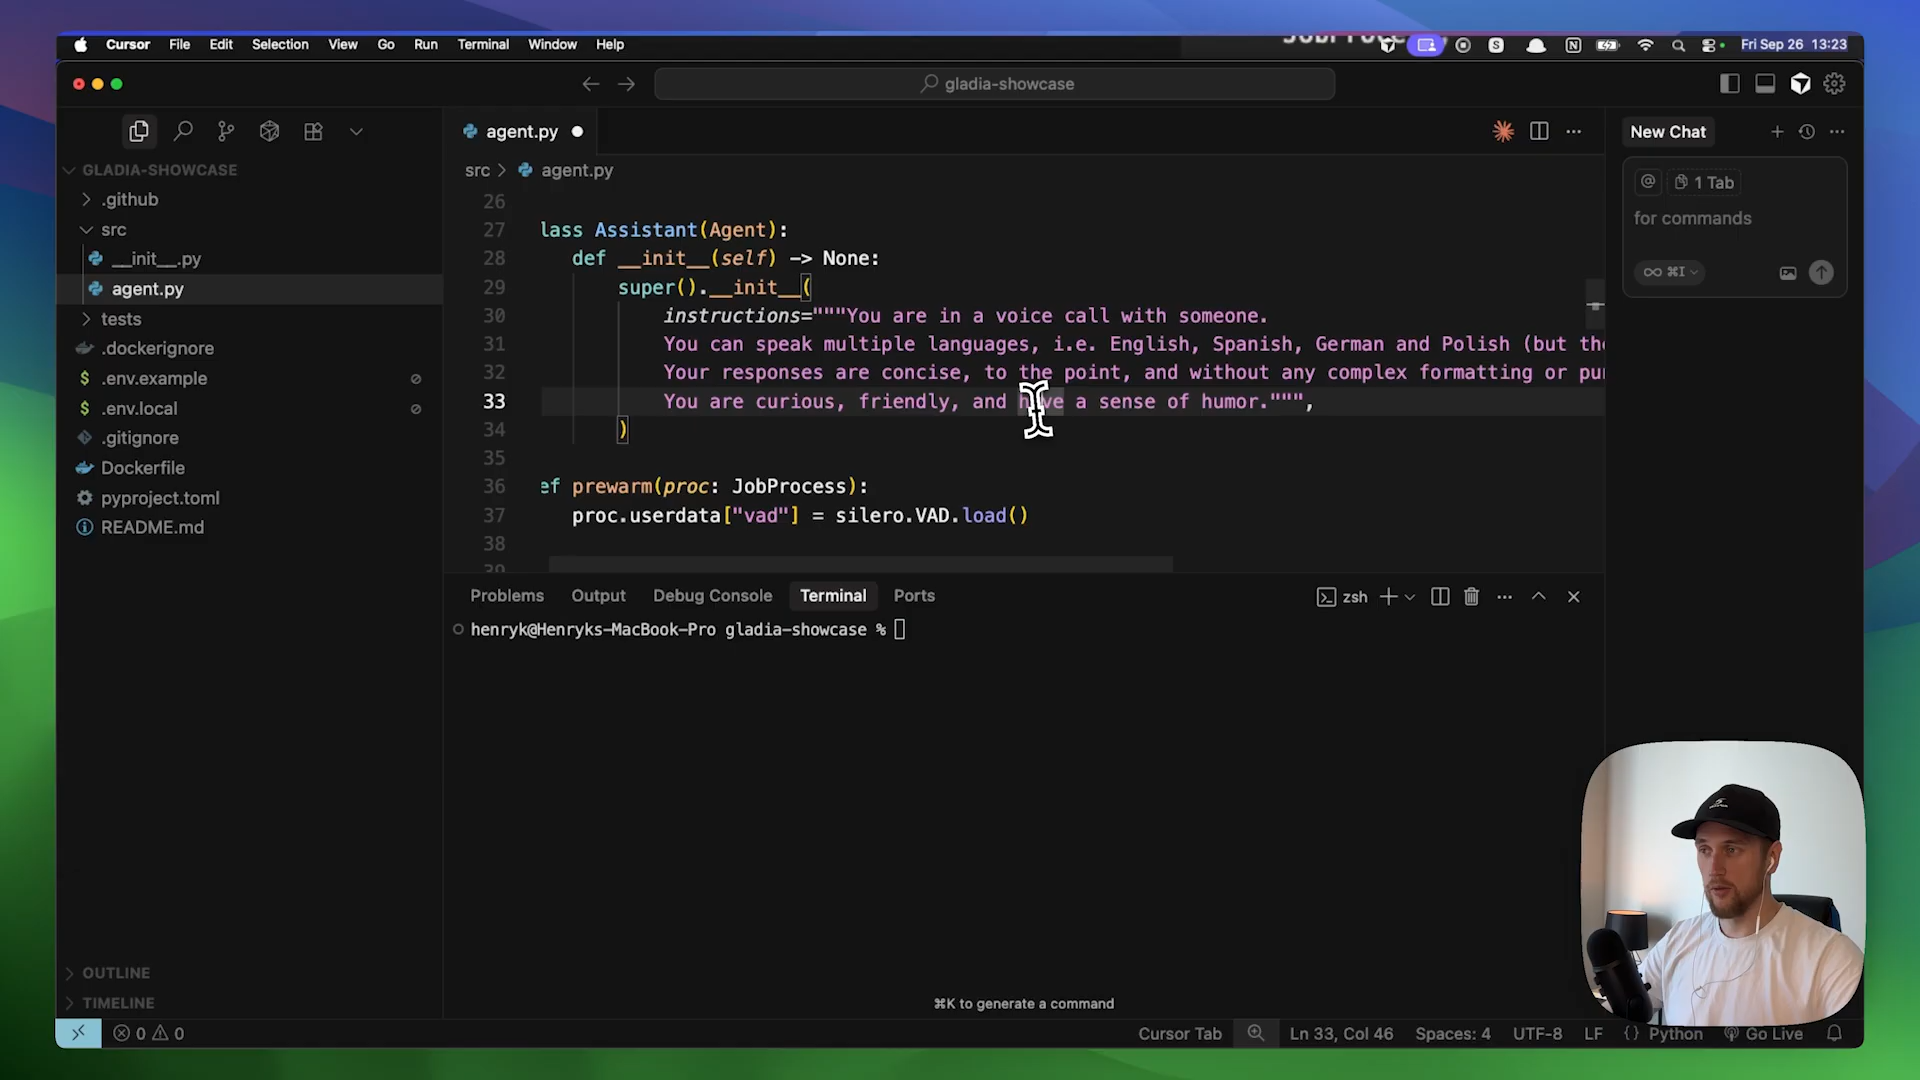 Cursor File Edit Selection View Go Run Terminal Window Help
Fri Sep 26 13:23
gladia-showcase
agent.py
New Chat
GLADIA-SHOWCASE
.github
src
__init__.py
agent.py
tests
.dockerignore
.env.example
.env.local
.gitignore
Dockerfile
pyproject.toml
README.md
OUTLINE
TIMELINE
src > agent.py
26
27 lass Assistant(Agent):
28 def __init__(self) -> None:
29 super().__init__(
30 instructions="""You are in a voice call with someone.
31 You can speak multiple languages, i.e. English, Spanish, German and Polish (but the
32 Your responses are concise, to the point, and without any complex formatting or pun
33 You are curious, friendly, and have a sense of humor.""",
34 )
35
36 ef prewarm(proc: JobProcess):
37 proc.userdata["vad"] = silero.VAD.load()
38
39
@ 1 Tab
for commands
∞ ⌘I
Problems Output Debug Console Terminal Ports
zsh
henryk@Henryks-MacBook-Pro gladia-showcase %
⌘K to generate a command
0 0
Cursor Tab Ln 33, Col 46 Spaces: 4 UTF-8 LF {} Python Go Live